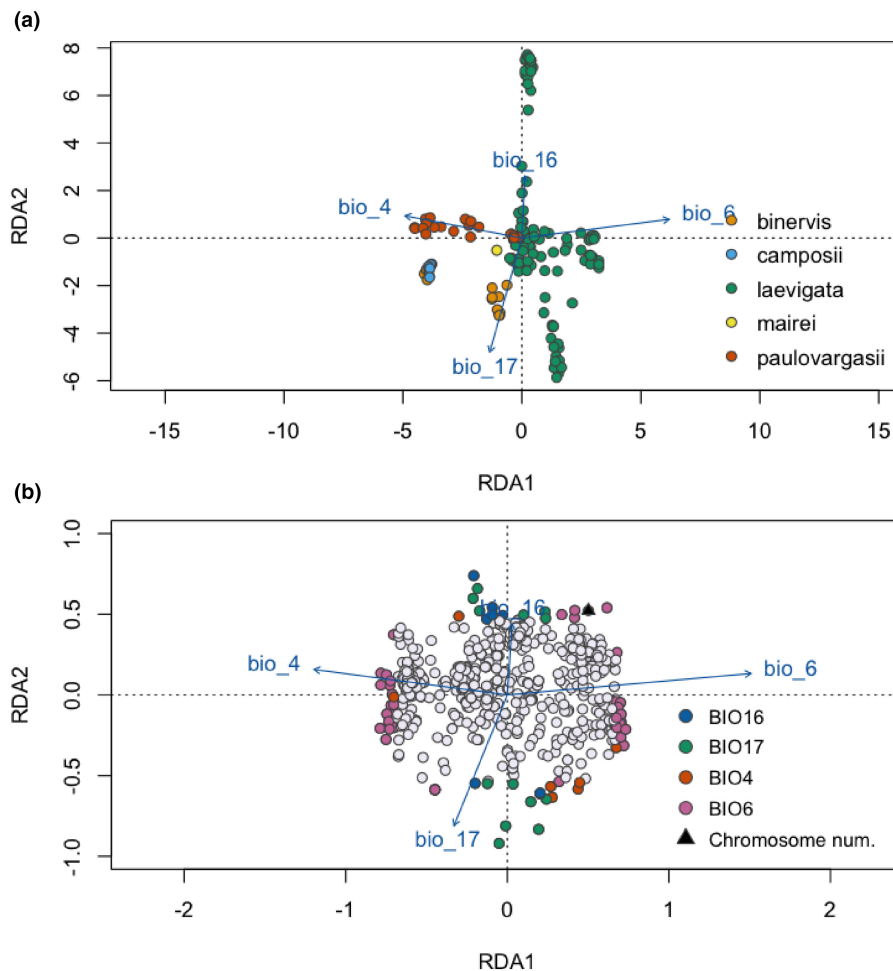 (a)
8
6
4
2
0
-2
-4
-6
RDA2
bio_16
bio_4
bio_6
bio_17
binervis
camposii
laevigata
mairei
paulovargasii
-15
-10
-5
0
5
10
15
RDA1
(b)
1.0
0.5
0.0
-0.5
-1.0
RDA2
bio_16
bio_4
bio_6
bio_17
BIO16
BIO17
BIO4
BIO6
Chromosome num.
-2
-1
0
1
2
RDA1